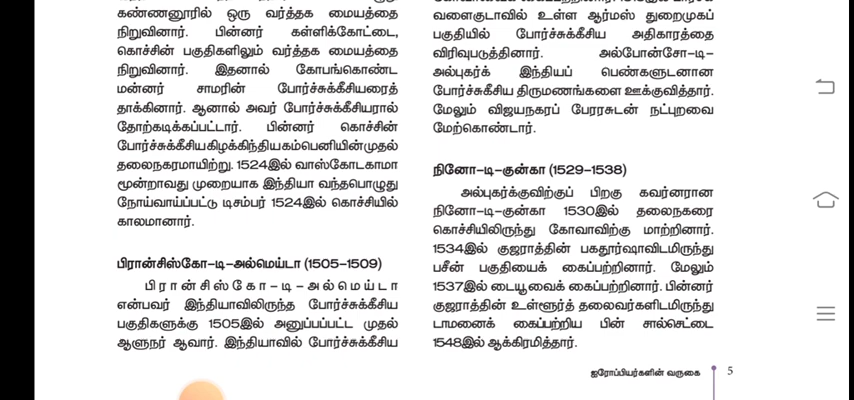 கண்ணனூரில் ஒரு வர்த்தக மையத்தை
நிறுவினார். பின்னர் கள்ளிக்கோட்டை,
கொச்சின் பகுதிகளிலும் வர்த்தக மையத்தை
நிறுவினார். இதனால் கோபங்கொண்ட
மன்னர் சாமரின் போர்ச்சுக்கீசியரைத்
தாக்கினார். ஆனால் அவர் போர்ச்சுக்கீசியரால்
தோற்கடிக்கப்பட்டார். பின்னர் கொச்சின்
போர்ச்சுக்கீசியகிழக்கிந்தியகம்பெனியின்முதல்
தலைநகரமாயிற்று. 1524இல் வாஸ்கோடகாமா
மூன்றாவது முறையாக இந்தியா வந்தபொழுது
நோய்வாய்ப்பட்டு டிசம்பர் 1524இல் கொச்சியில்
காலமானார்.
பிரான்சிஸ்கோ-டி-அல்மெய்டா (1505-1509)
பிரான்சிஸ்கோ-டி-அல்மெய்டா
என்பவர் இந்தியாவிலிருந்த போர்ச்சுக்கீசிய
பகுதிகளுக்கு 1505இல் அனுப்பப்பட்ட முதல்
ஆளுநர் ஆவார். இந்தியாவில் போர்ச்சுக்கீசிய
வளைகுடாவில் உள்ள ஆர்மஸ் துறைமுகப்
பகுதியில் போர்ச்சுக்கீசிய அதிகாரத்தை
விரிவுபடுத்தினார். அல்போன்சோ-டி-
அல்புகர்க் இந்தியப் பெண்களுடனான
போர்ச்சுகீசிய திருமணங்களை ஊக்குவித்தார்.
மேலும் விஜயநகரப் பேரரசுடன் நட்புறவை
மேற்கொண்டார்.
நினோ-டி-குன்கா (1529-1538)
அல்புகர்க்குவிற்குப் பிறகு கவர்னரான
நினோ-டி-குன்கா 1530இல் தலைநகரை
கொச்சியிலிருந்து கோவாவிற்கு மாற்றினார்.
1534இல் குஜராத்தின் பகதூர்ஷாவிடமிருந்து
பசீன் பகுதியைக் கைப்பற்றினார். மேலும்
1537இல் டையூவைக் கைப்பற்றினார். பின்னர்
குஜராத்தின் உள்ளூர்த் தலைவர்களிடமிருந்து
டாமனைக் கைப்பற்றிய பின் சால்செட்டை
1548இல் ஆக்கிரமித்தார்.
ஐரோப்பியர்களின் வருகை 5